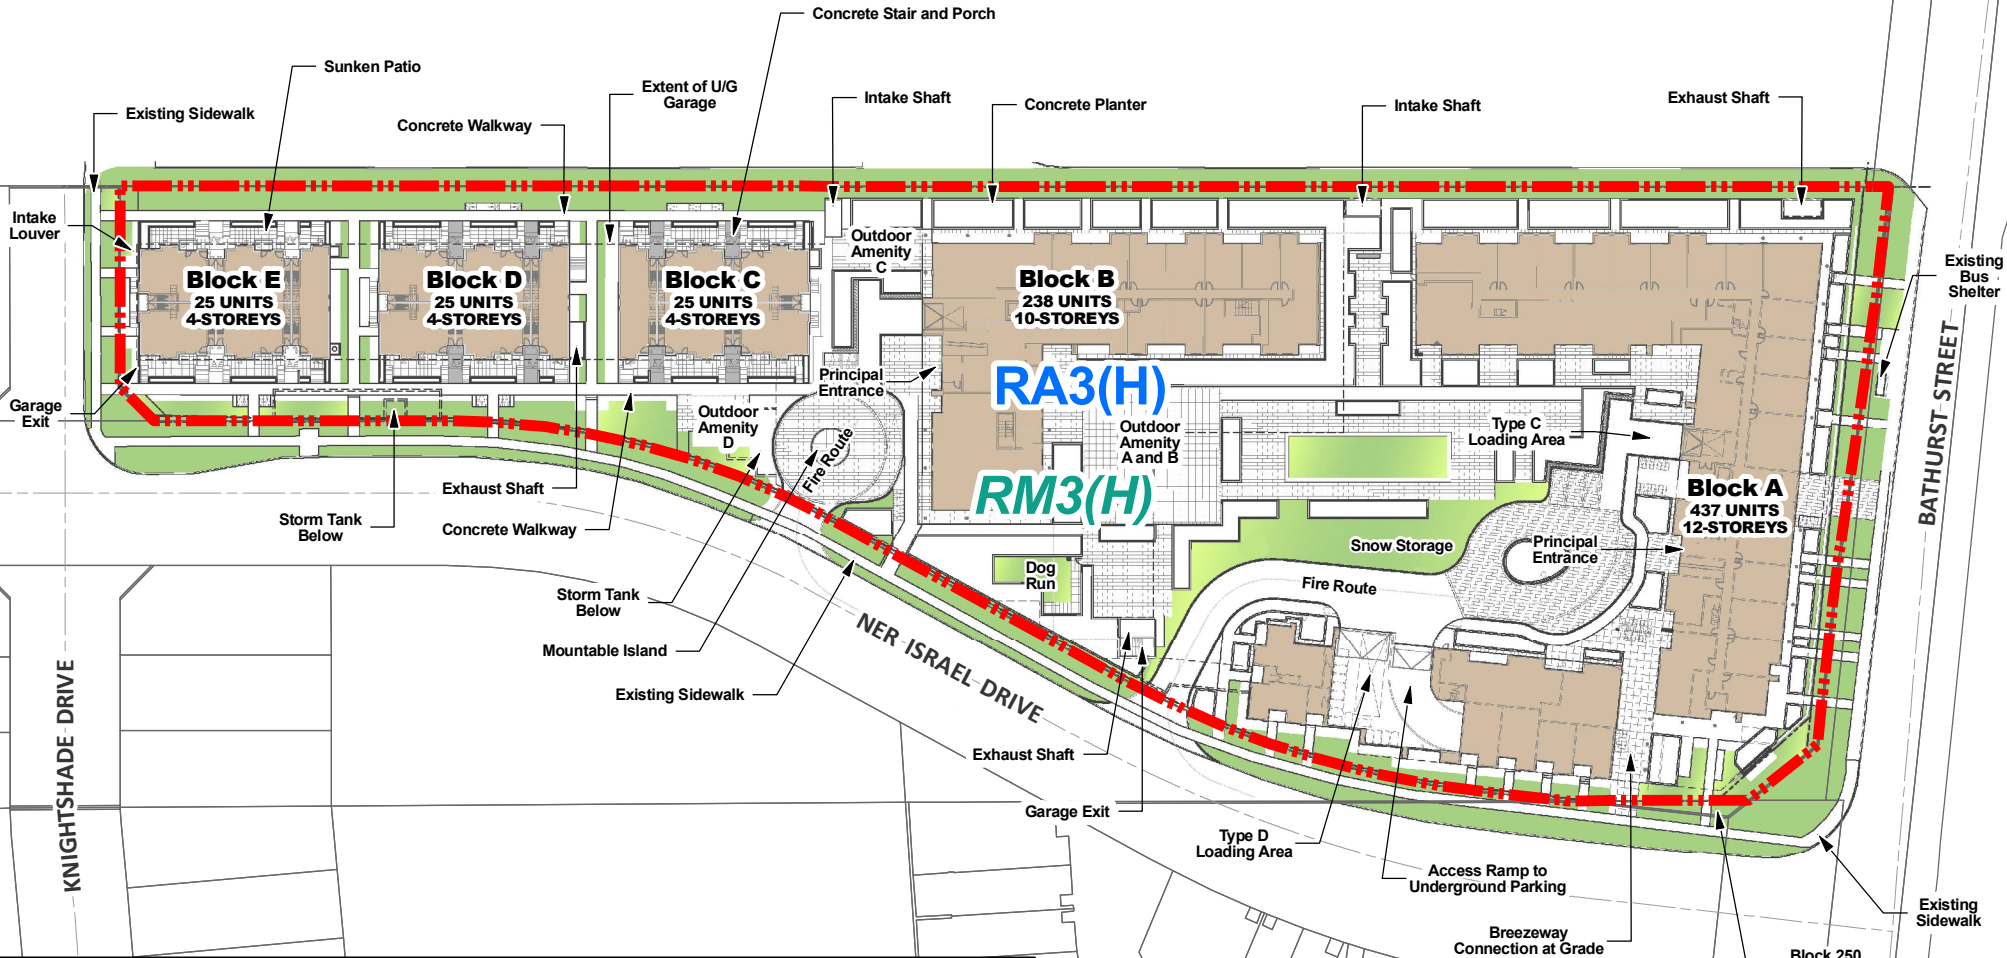 Concrete Stair and Porch
Sunken Patio
Extent of U/G
Garage
Existing Sidewalk
Concrete Walkway
Intake Shaft
Concrete Planter
Intake Shaft
Exhaust Shaft
Intake
Louver
Outdoor
Amenity
C
Existing
Bus
Shelter
Block E
25 UNITS
4-STOREYS
Block D
25 UNITS
4-STOREYS
Block C
25 UNITS
4-STOREYS
Block B
238 UNITS
10-STOREYS
Principal
Entrance
RA3(H)
Garage
Exit
Outdoor
Amenity
D
Fire Route
Outdoor
Amenity
A and B
Type C
Loading Area
BATHURST STREET
RM3(H)
Block A
437 UNITS
12-STOREYS
Exhaust Shaft
Storm Tank
Below
Concrete Walkway
Snow Storage
Principal
Entrance
Dog
Run
Fire Route
Storm Tank
Below
Mountable Island
NER ISRAEL DRIVE
Existing Sidewalk
KNIGHTSHADE DRIVE
Exhaust Shaft
Garage Exit
Type D
Loading Area
Access Ramp to
Underground Parking
Existing
Sidewalk
Breezeway
Connection at Grade
Block 250